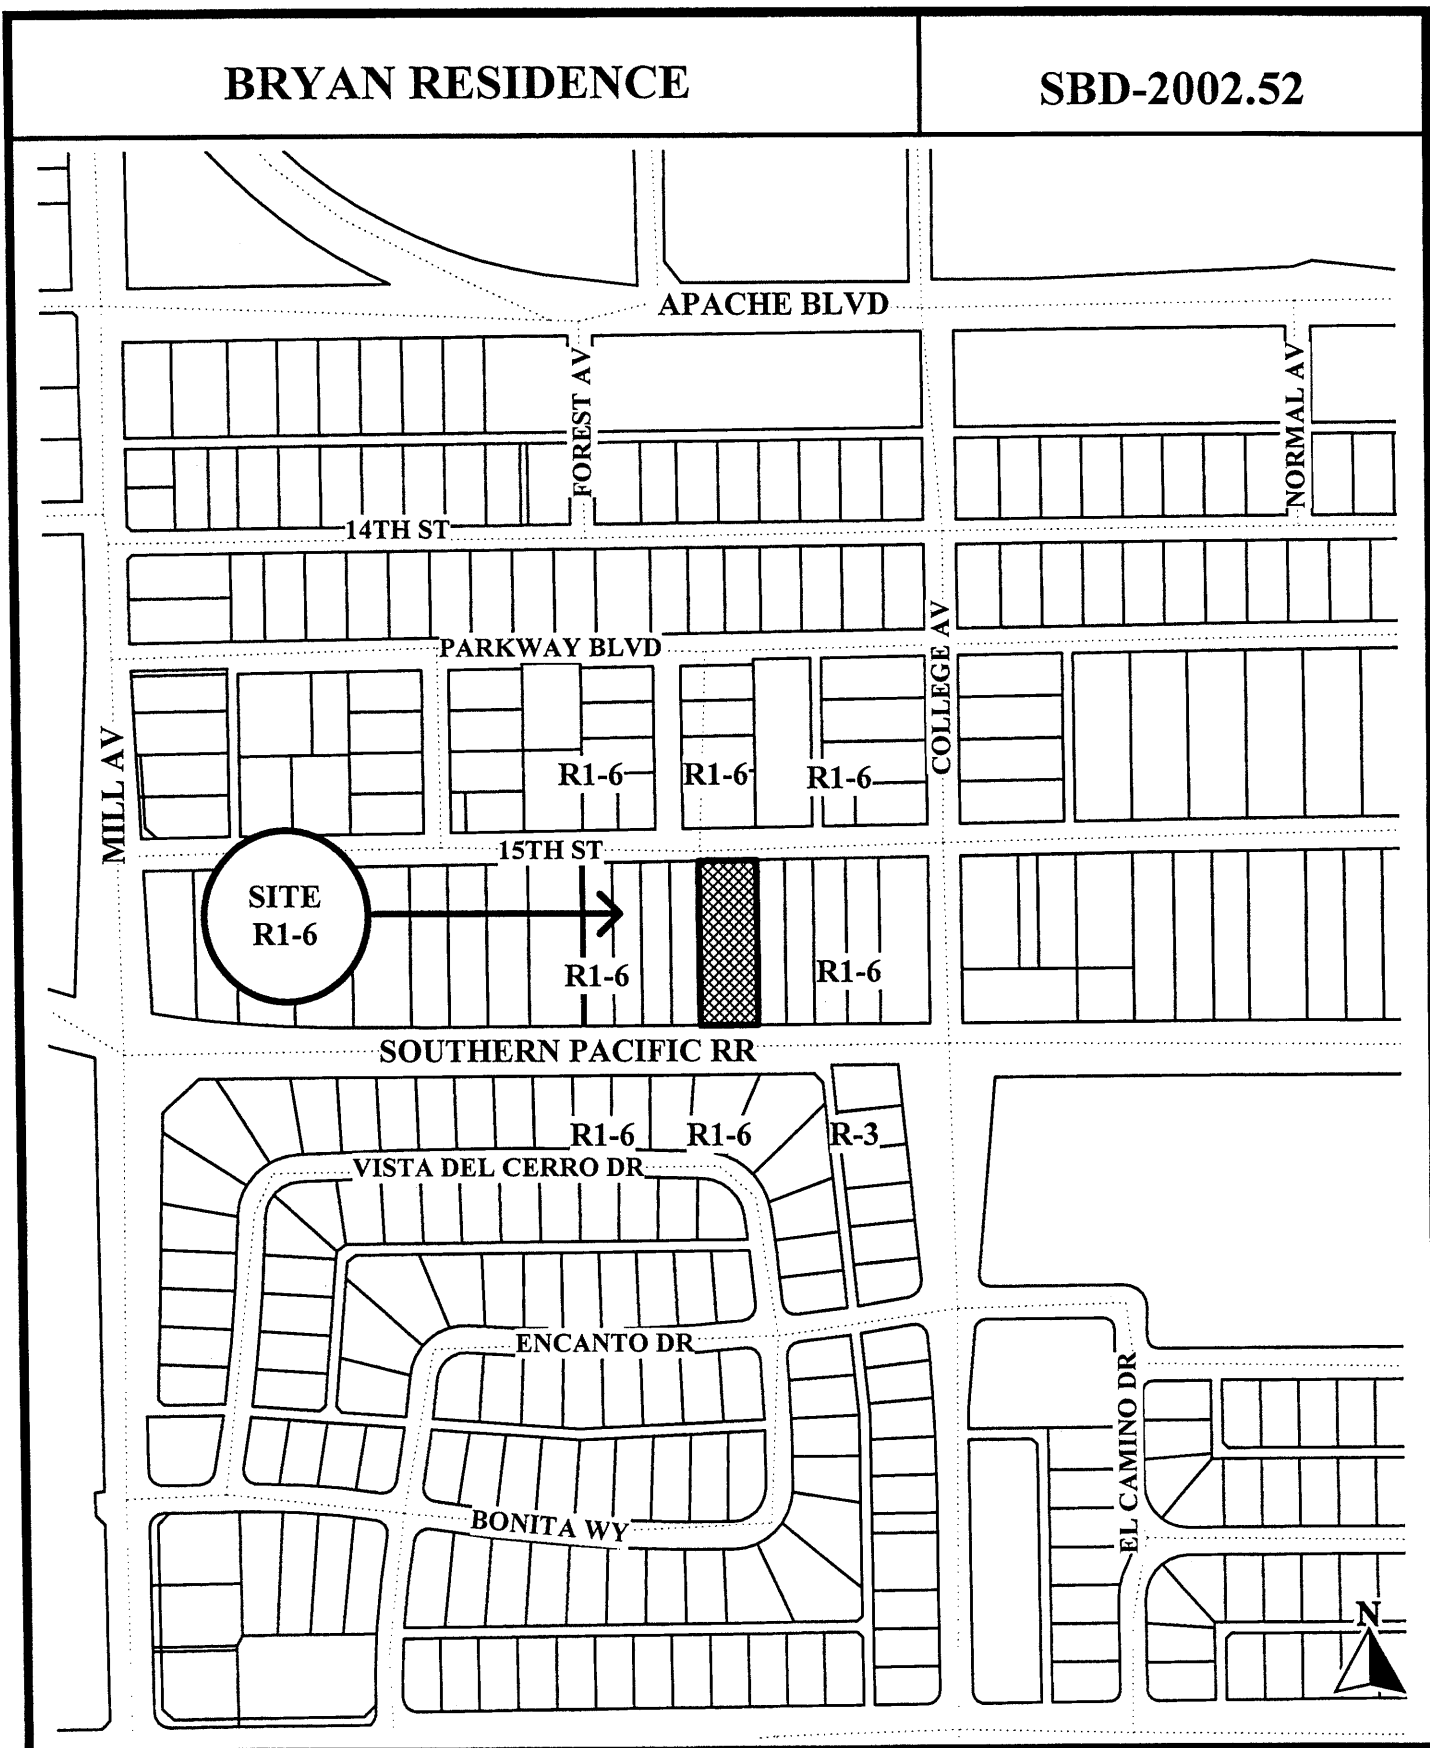 BRYAN RESIDENCE
SBD-2002.52
APACHE BLVD
FOREST AV
NORMAL AV
14TH ST
PARKWAY BLVD
COLLEGE AV
MILL AV
R1-6
R1-6
R1-6
15TH ST
SITE
R1-6
R1-6
R1-6
SOUTHERN PACIFIC RR
R1-6
R1-6
R-3
VISTA DEL CERRO DR
ENCANTO DR
EL CAMINO DR
BONITA WY
N